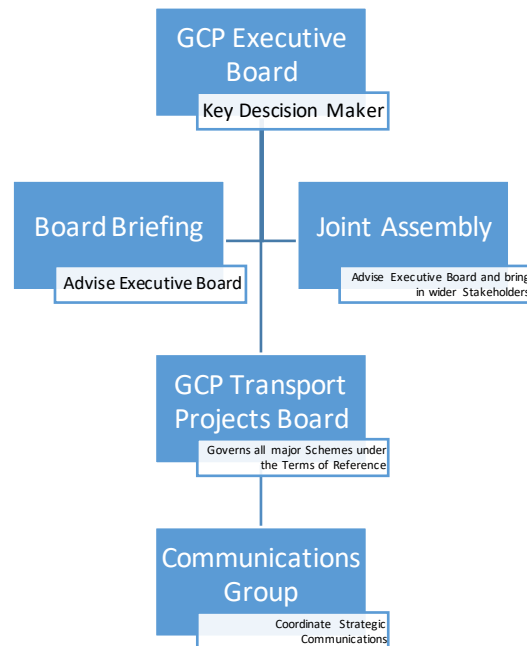 GCP Executive
Board
Key Descision Maker
Board Briefing
Advise Executive Board
Joint Assembly
Advise Executive Board and bring
in wider Stakeholders
GCP Transport
Projects Board
Governs all major Schemes under
the Terms of Reference
Communications
Group
Coordinate Strategic
Communications